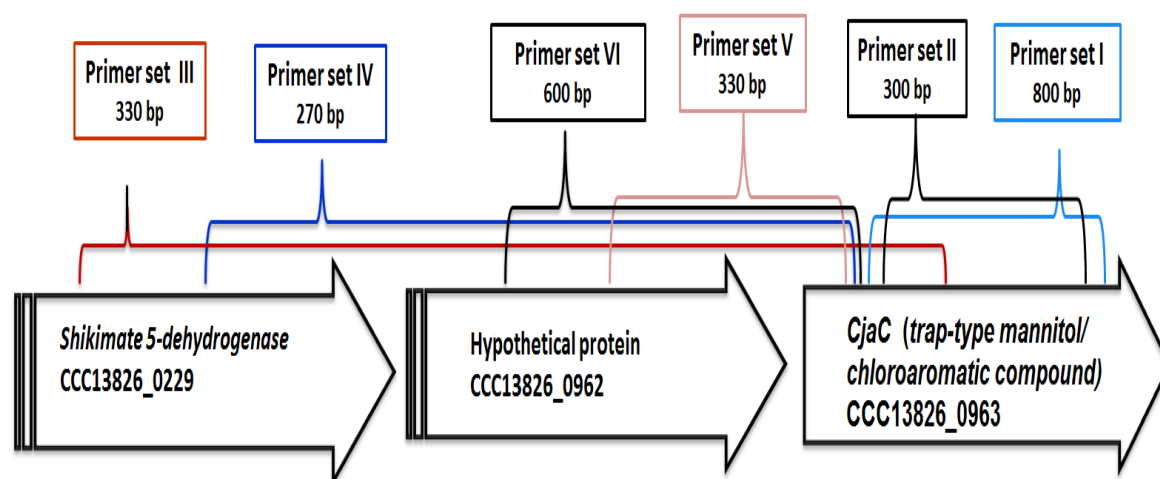 Primer set III
330 bp
Primer set IV
270 bp
Primer set VI
600 bp
Primer set V
330 bp
Primer set II
300 bp
Primer set I
800 bp
Shikimate 5-dehydrogenase
CCC13826_0229
Hypothetical protein
CCC13826_0962
CjaC (trap-type mannitol/
chloroaromatic compound)
CCC13826_0963